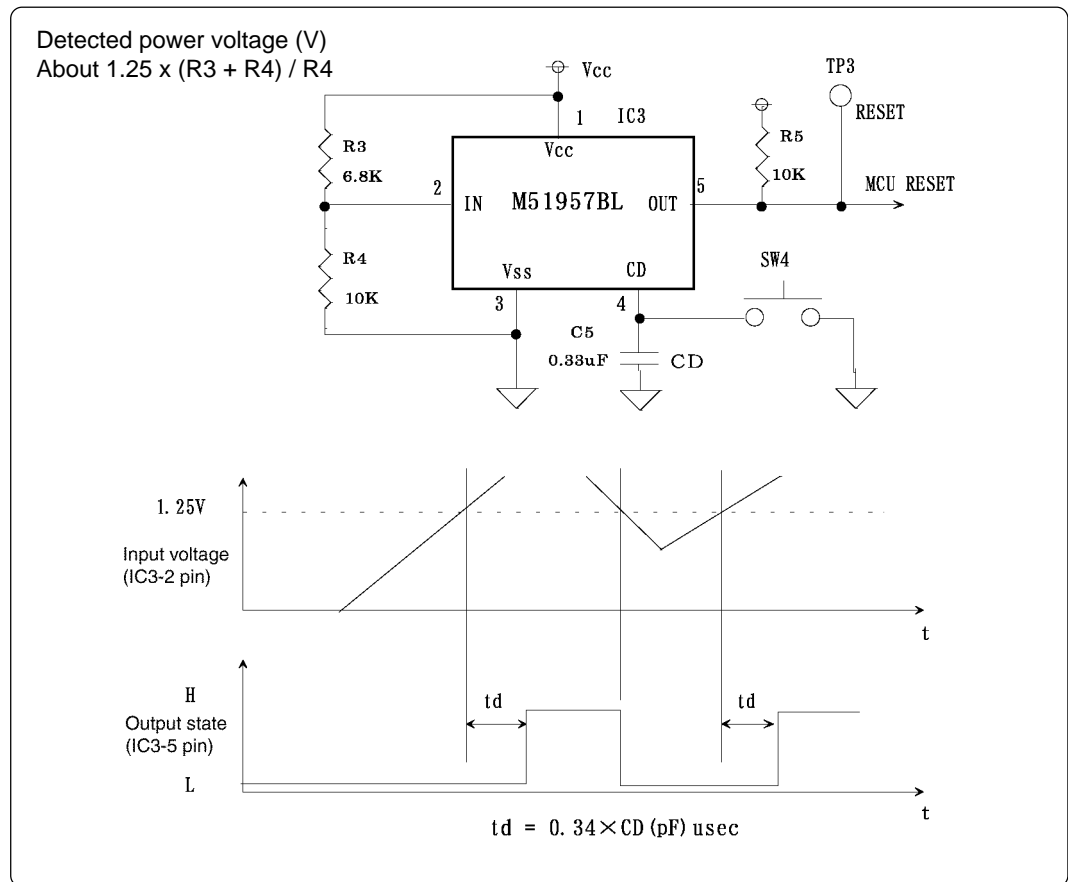 Detected power voltage (V)
About 1.25 x (R3 + R4) / R4
Vcc
TP3
1
IC3
RESET
Vcc
R3
6.8K
R5
10K
2
IN
M51957BL
OUT
5
MCU RESET
R4
10K
Vss
CD
SW4
3
4
C5
0.33uF
CD
1.25V
Input voltage
(IC3-2 pin)
t
H
td
td
Output state
(IC3-5 pin)
L
t
td = 0.34×CD(pF) usec